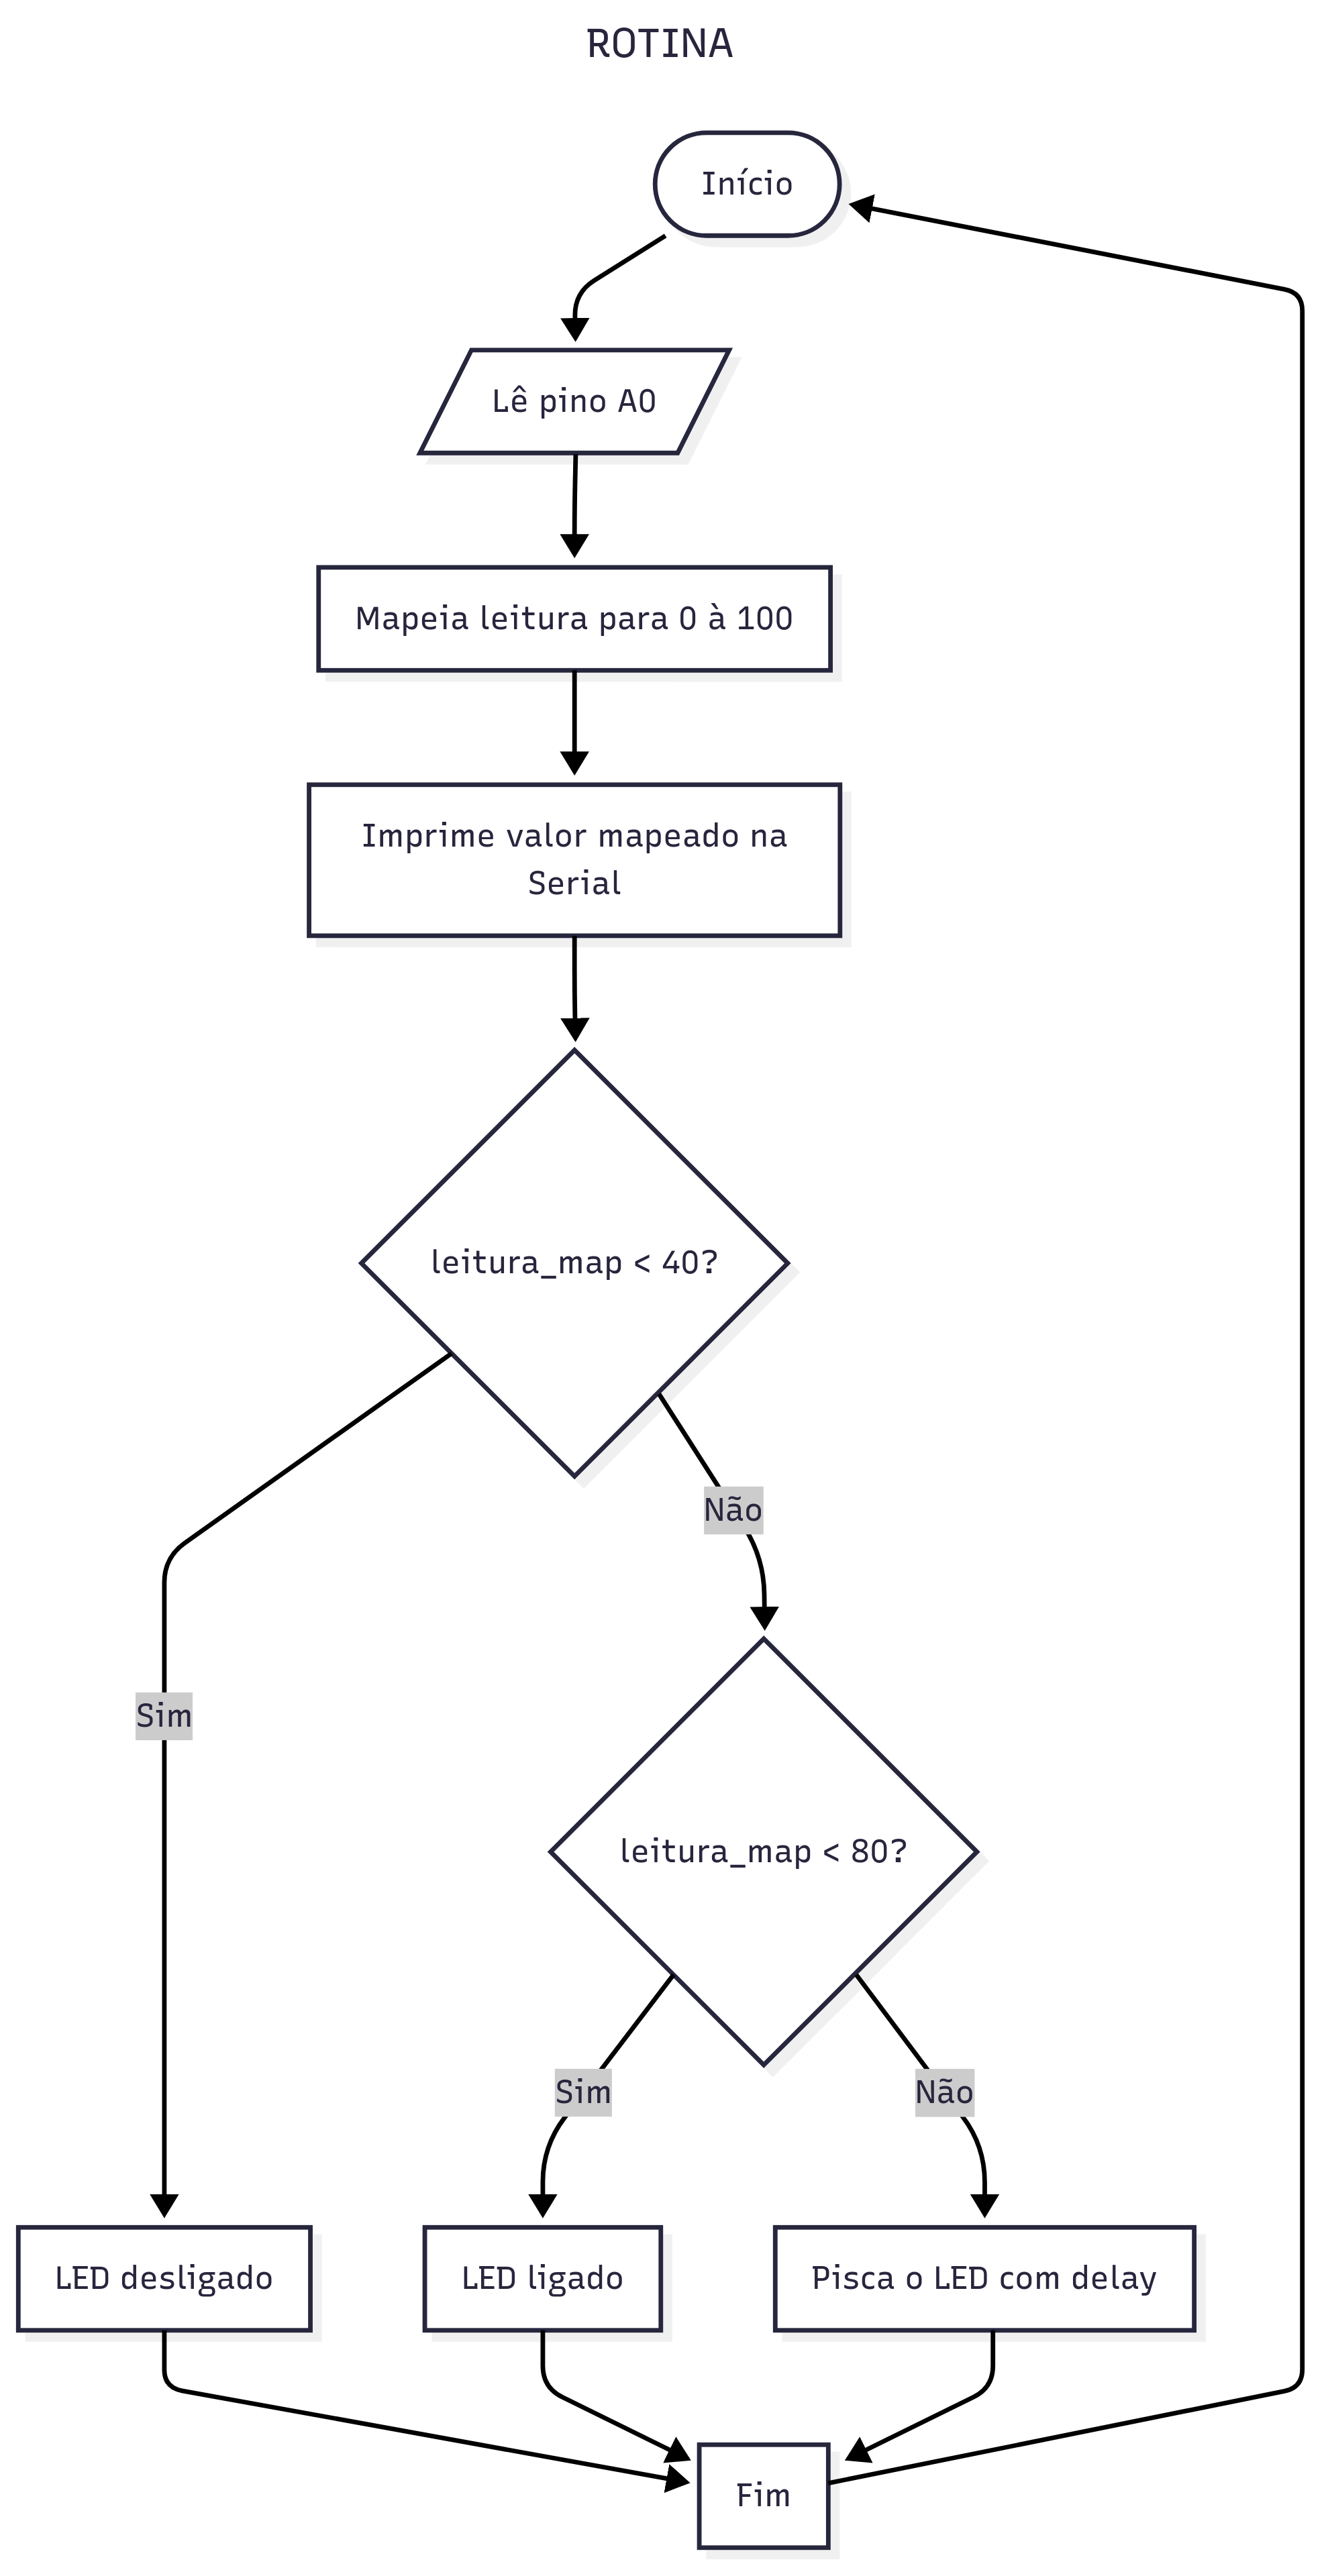 ROTINA
Início
Lê pino A0
Mapeia leitura para 0 à 100
Imprime valor mapeado na
Serial
leitura_map < 40?
Não
Sim
leitura_map < 80?
Sim
Não
LED desligado
LED ligado
Pisca o LED com delay
Fim